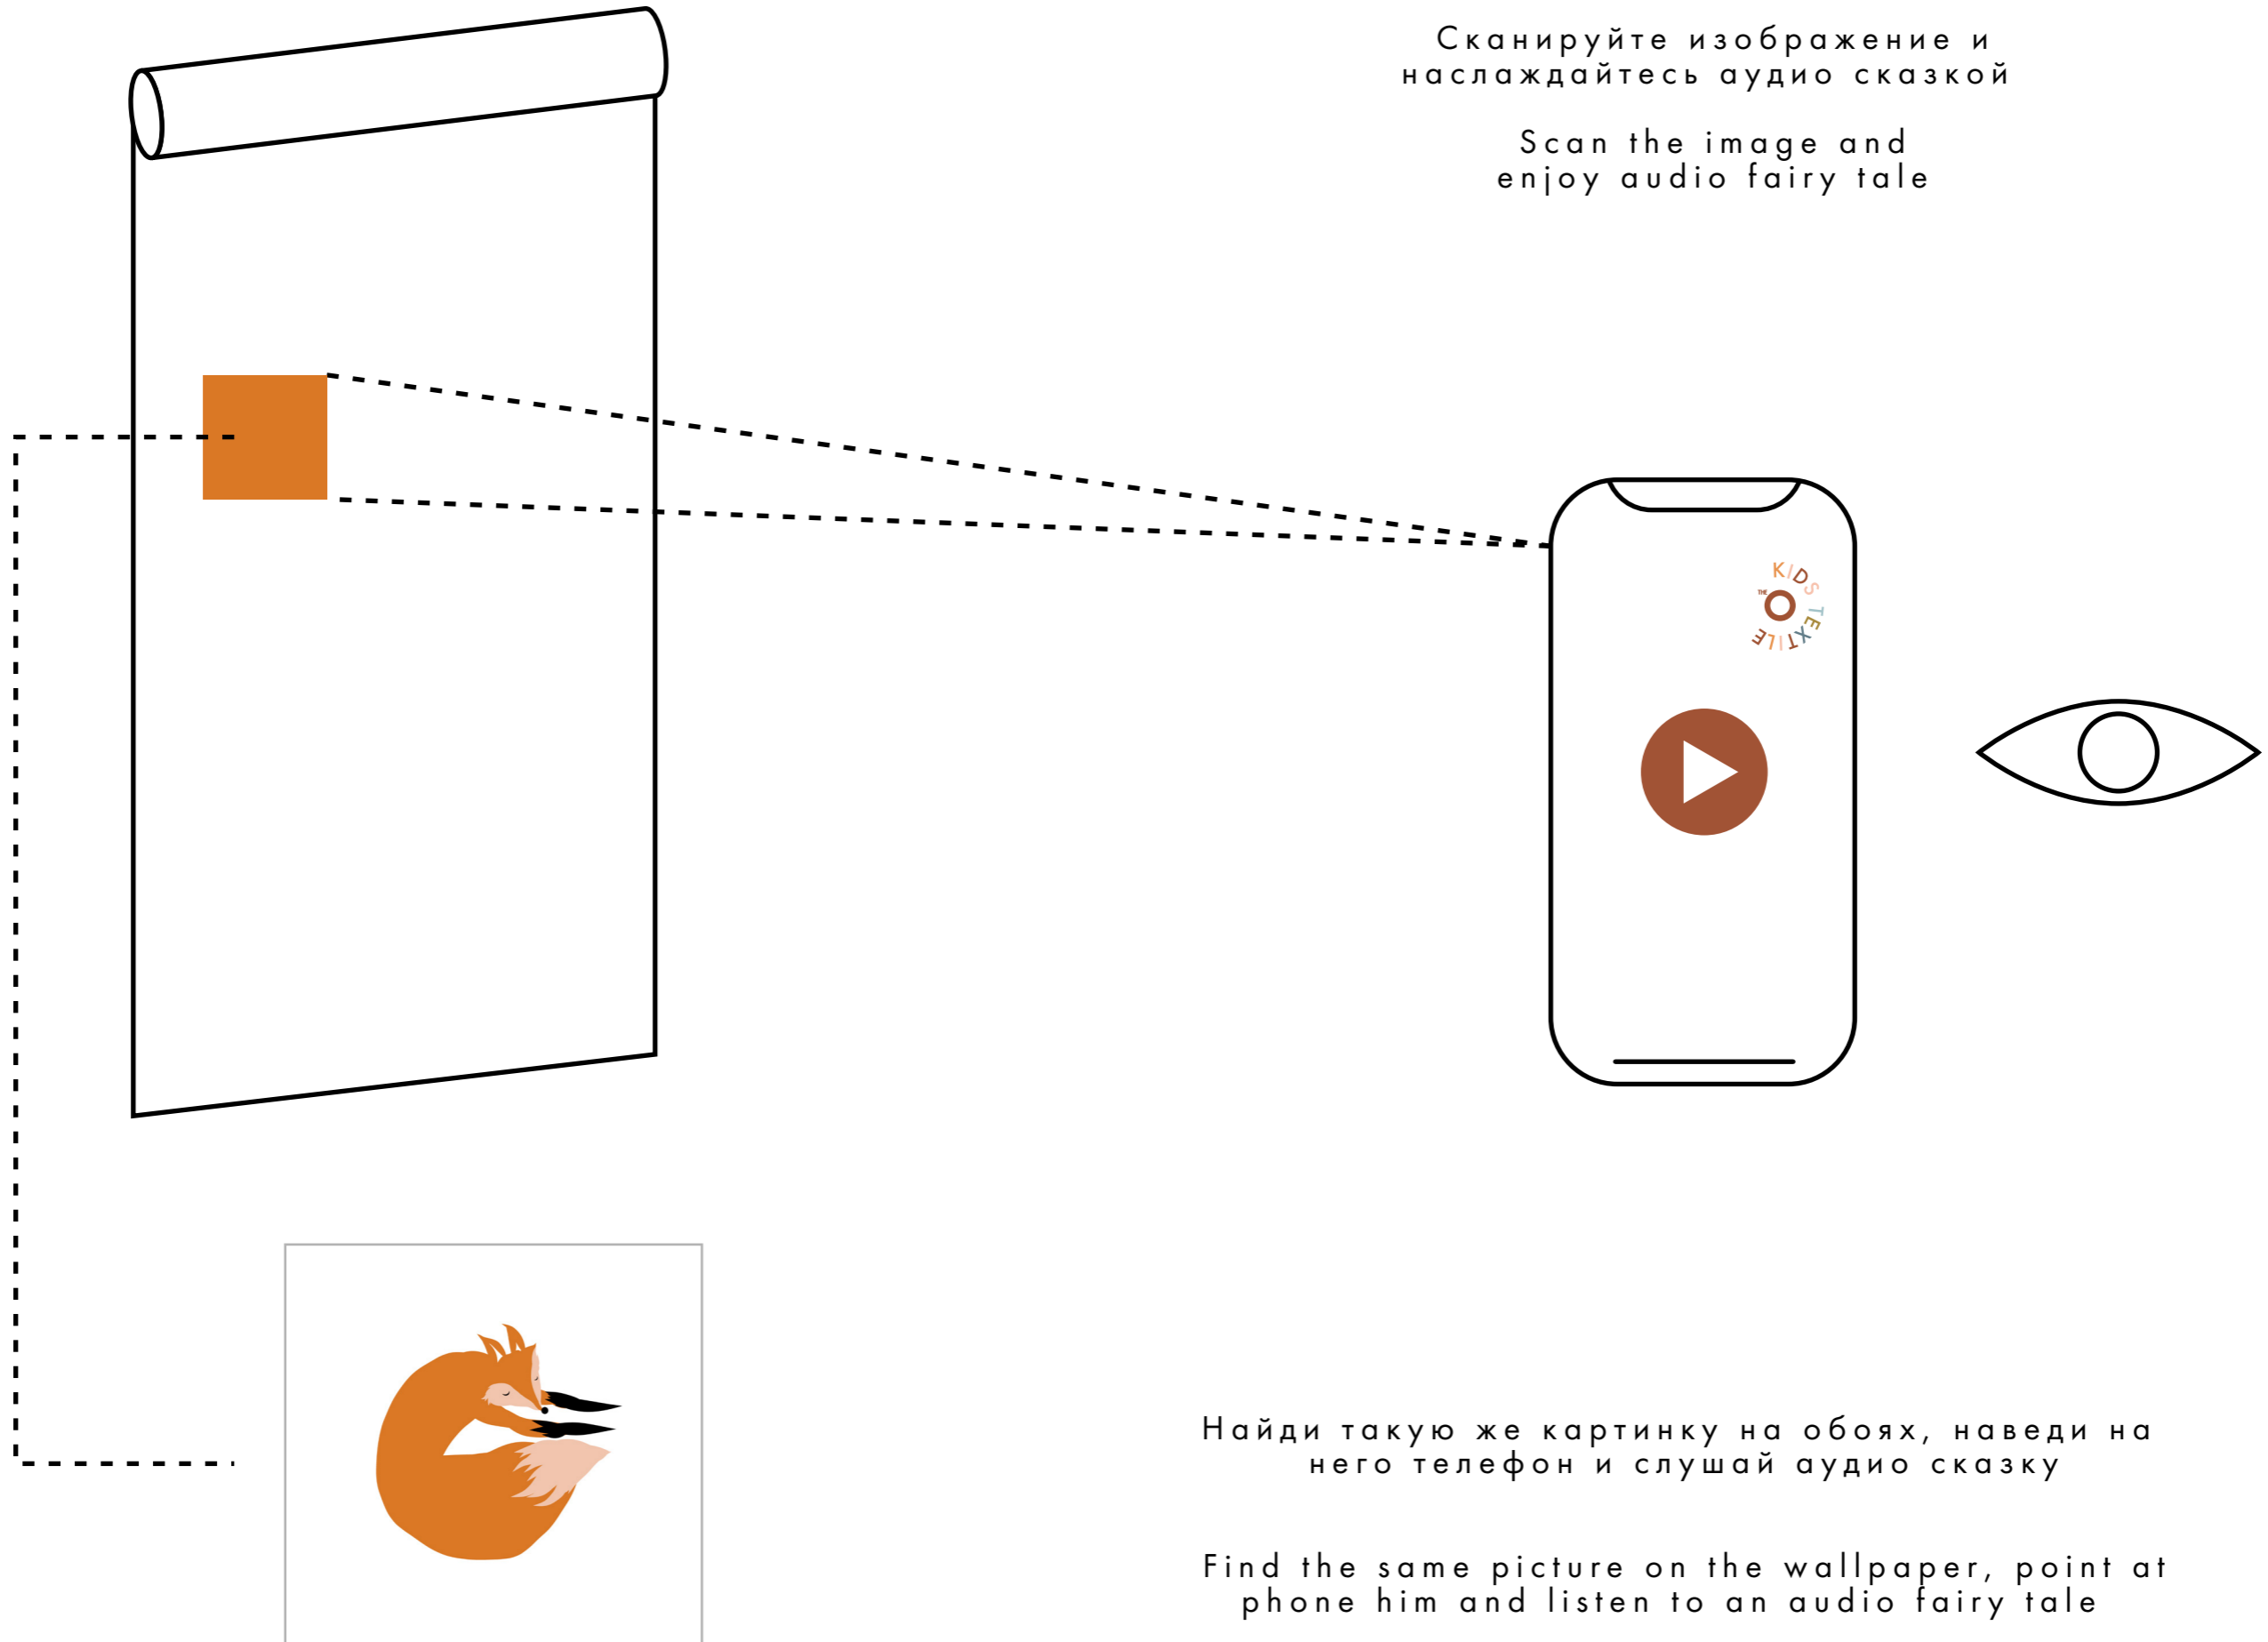 Сканируйте изображение и
наслаждайтесь аудио сказкой
Scan the image and
enjoy audio fairy tale
THE
KIDS TEXTILE
Найди такую же картинку на обоях, наведи на
него телефон и слушай аудио сказку
Find the same picture on the wallpaper, point at
phone him and listen to an audio fairy tale